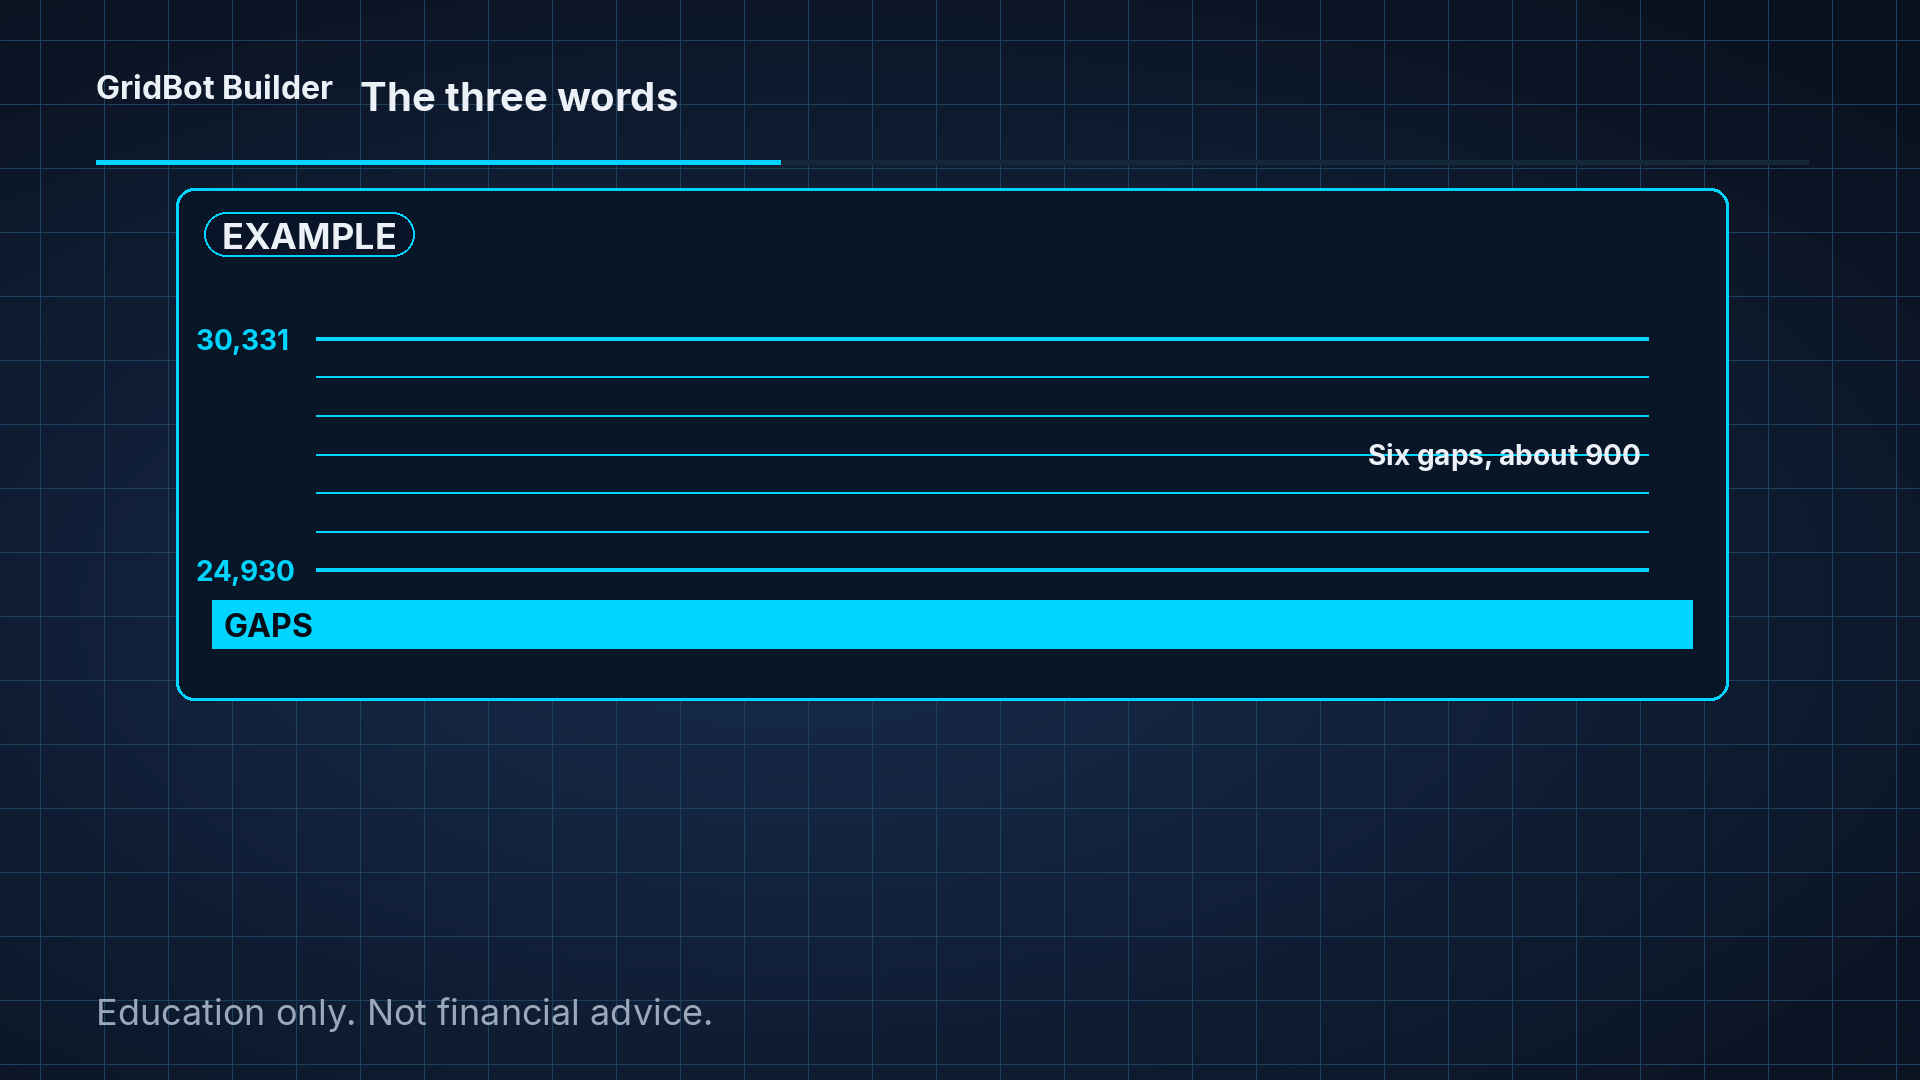 GridBot Builder
The three words
EXAMPLE
30,331
Six gaps, about 900
24,930
GAPS
Education only. Not financial advice.